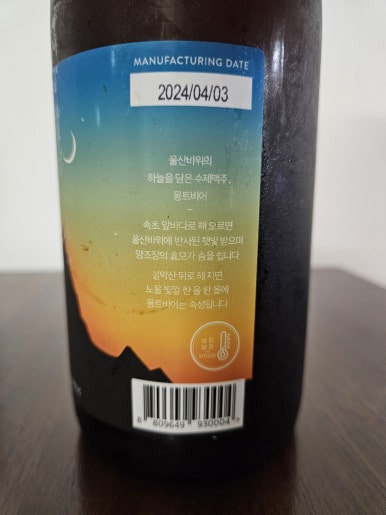 MANUFACTURING DATE
2024/04/03
울산바위의
하늘을 담은 수제맥주,
몽트비어
속초 앞바다로 해 오르면
울산바위에 반사된 햇빛 받으며
양조장의 효모가 숨을 쉽니다
설악산 뒤로 해 지면
노을 빛깔 한 올 한 올에
몽트비어는 숙성됩니다
8 809649 930004